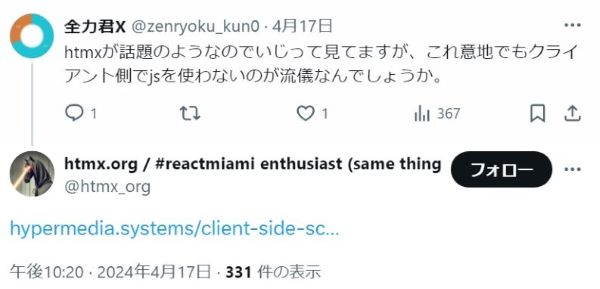 全力君X @zenryoku_kun0・4月17日
htmxが話題のようなのでいじって見てますが、これ意地でもクライ
アント側でjsを使わないのが流儀なんでしょうか。
1 1 367
htmx.org / #reactmiami enthusiast (same thing
フォロー
@htmx_org
hypermedia.systems/client-side-sc...
午後10:20・2024年4月17日・331 件の表示